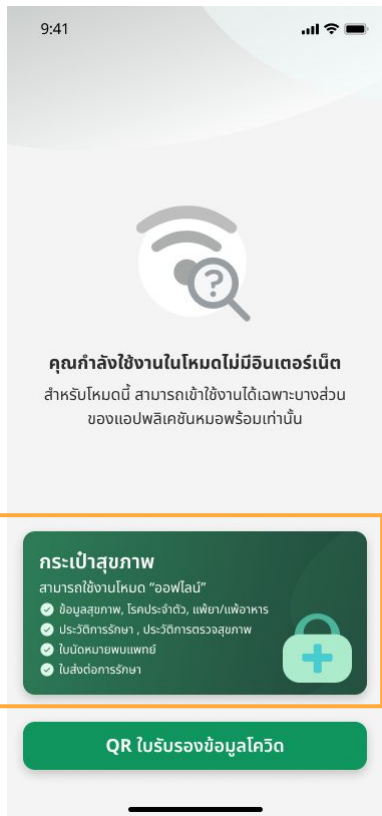 9:41
?
คุณกำลังใช้งานในโหมดไม่มีอินเตอร์เน็ต
สำหรับโหมดนี้ สามารถเข้าใช้งานได้เฉพาะบางส่วน
ของแอปพลิเคชันหมอพร้อมเท่านั้น
กระเป๋าสุขภาพ
สามารถใช้งานโหมด “ออฟไลน์”
ข้อมูลสุขภาพ, โรคประจำตัว, แพ้ยา/แพ้อาหาร
ประวัติการรักษา , ประวัติการตรวจสุขภาพ
ใบนัดหมายพบแพทย์
ใบส่งต่อการรักษา
QR ใบรับรองข้อมูลโควิด